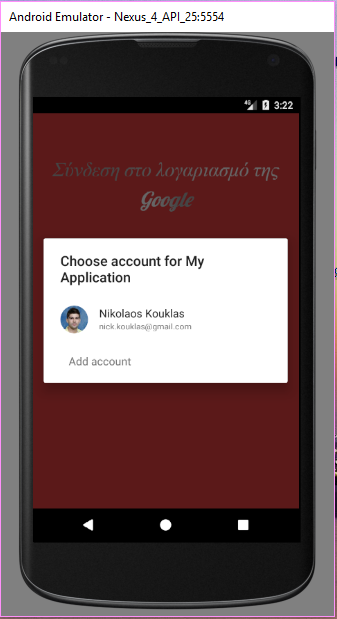 Android Emulator - Nexus_4_API_25:5554
4G 3:22
Σύνδεση στο λογαριασμό της
Google
Choose account for My
Application
Nikolaos Kouklas
nick.kouklas@gmail.com
Add account